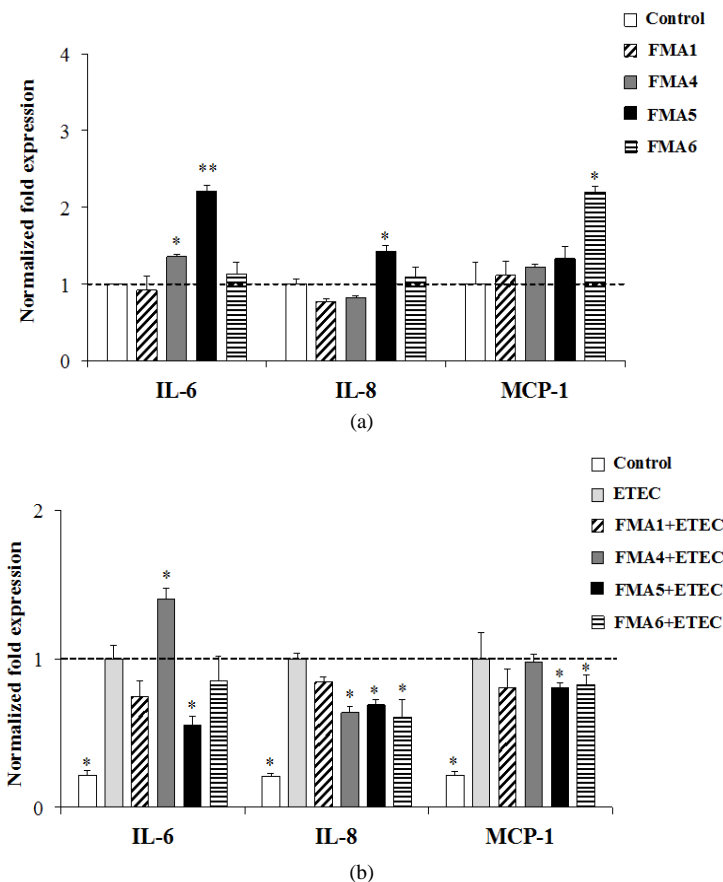 Control
FMA1
FMA4
FMA5
FMA6
Normalized fold expression
4
3
2
1
0
*
**
*
*
IL-6
IL-8
MCP-1
(a)
Control
ETEC
FMA1+ETEC
FMA4+ETEC
FMA5+ETEC
FMA6+ETEC
Normalized fold expression
2
1
0
*
*
*
*
*
*
*
*
*
IL-6
IL-8
MCP-1
(b)